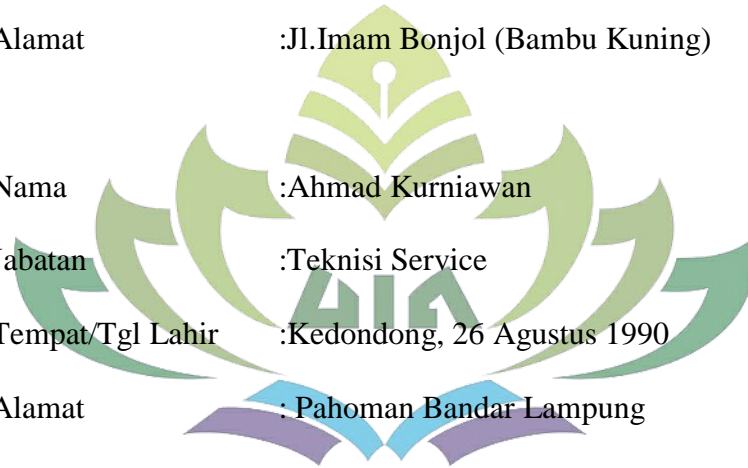 Alamat :Jl.Imam Bonjol (Bambu Kuning)
Nama :Ahmad Kurniawan
Jabatan :Teknisi Service
Tempat/Tgl Lahir :Kedondong, 26 Agustus 1990
Alamat : Pahoman Bandar Lampung